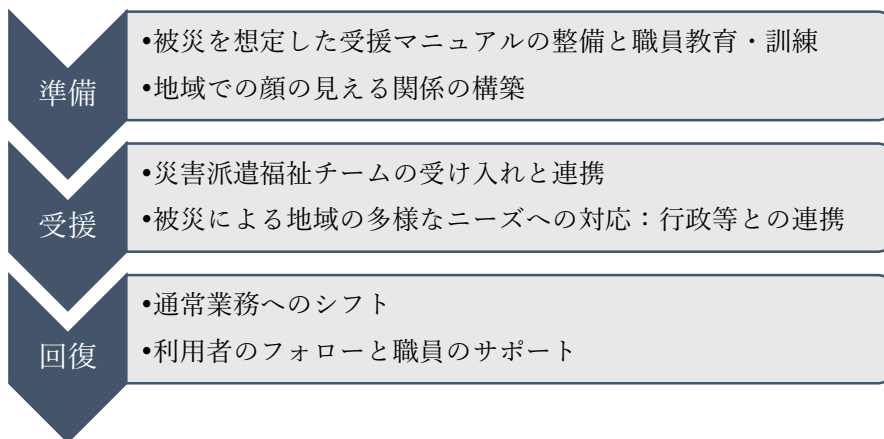 準備
•被災を想定した受援マニュアルの整備と職員教育・訓練
•地域での顔の見える関係の構築
受援
•災害派遣福祉チームの受け入れと連携
•被災による地域の多様なニーズへの対応：行政等との連携
回復
•通常業務へのシフト
•利用者のフォローと職員のサポート